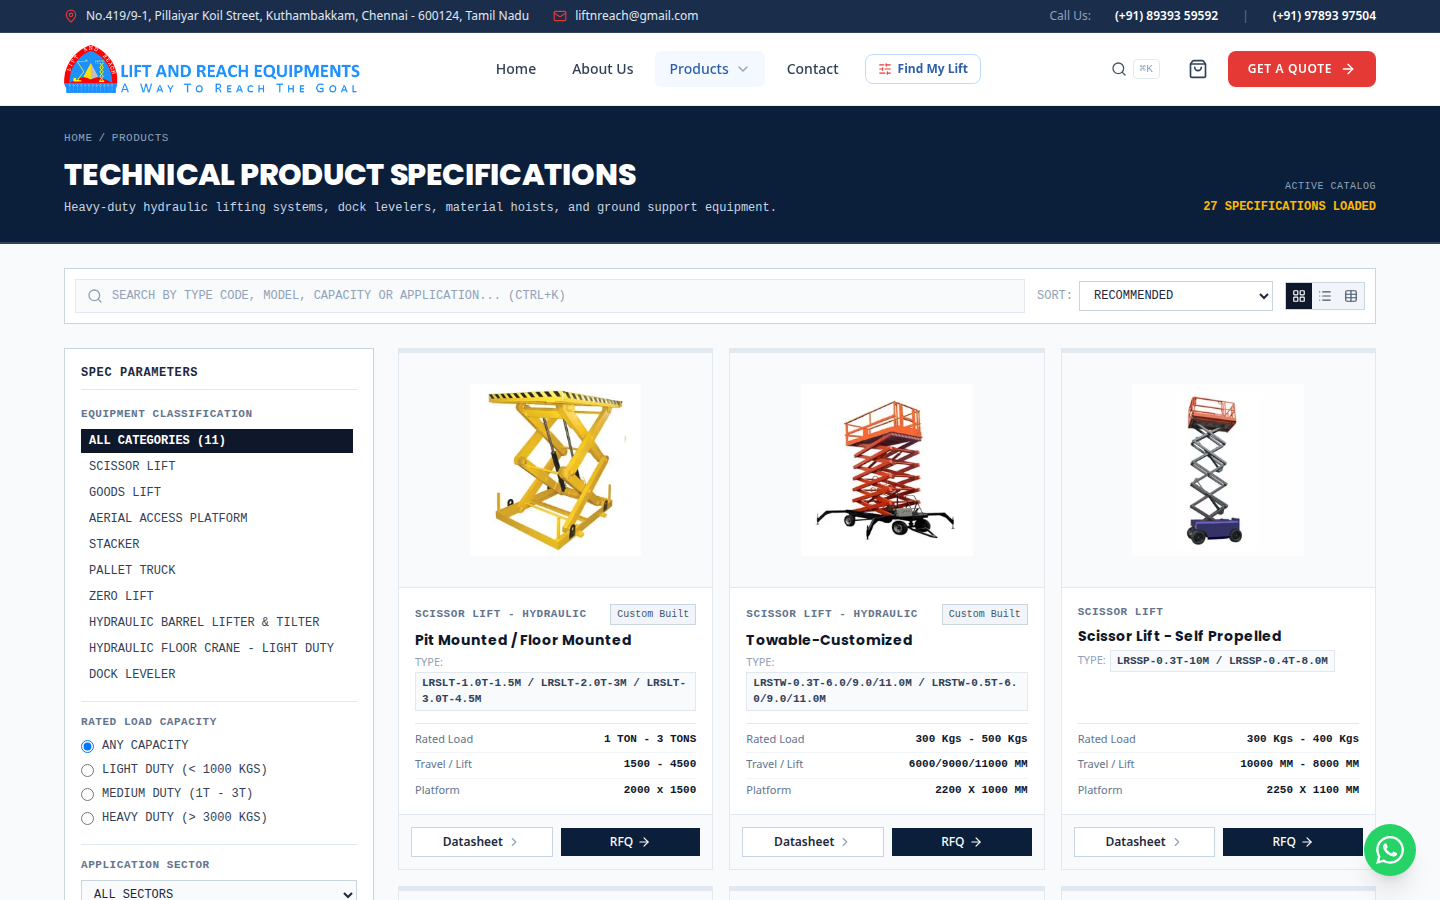 No.419/9-1, Pillaiyar Koil Street, Kuthambakkam, Chennai - 600124, Tamil Nadu
liftnreach@gmail.com
Call Us:
(+91) 89393 59592
|
(+91) 97893 97504
LIFT AND REACH EQUIPMENTS
A WAY TO REACH THE GOAL
Home
About Us
Products
Contact
Find My Lift
⌘K
GET A QUOTE
HOME / PRODUCTS
TECHNICAL PRODUCT SPECIFICATIONS
Heavy-duty hydraulic lifting systems, dock levelers, material hoists, and ground support equipment.
ACTIVE CATALOG
27 SPECIFICATIONS LOADED
SEARCH BY TYPE CODE, MODEL, CAPACITY OR APPLICATION... (CTRL+K)
SORT:
RECOMMENDED
SPEC PARAMETERS
EQUIPMENT CLASSIFICATION
ALL CATEGORIES (11)
SCISSOR LIFT
GOODS LIFT
AERIAL ACCESS PLATFORM
STACKER
PALLET TRUCK
ZERO LIFT
HYDRAULIC BARREL LIFTER & TILTER
HYDRAULIC FLOOR CRANE - LIGHT DUTY
DOCK LEVELER
RATED LOAD CAPACITY
ANY CAPACITY
LIGHT DUTY (< 1000 KGS)
MEDIUM DUTY (1T - 3T)
HEAVY DUTY (> 3000 KGS)
APPLICATION SECTOR
ALL SECTORS
SCISSOR LIFT - HYDRAULIC
Custom Built
Pit Mounted / Floor Mounted
TYPE:
LRSLT-1.0T-1.5M / LRSLT-2.0T-3M / LRSLT-
3.0T-4.5M
Rated Load
1 TON - 3 TONS
Travel / Lift
1500 - 4500
Platform
2000 x 1500
Datasheet
RFQ
SCISSOR LIFT - HYDRAULIC
Custom Built
Towable-Customized
TYPE:
LRSTW-0.3T-6.0/9.0/11.0M / LRSTW-0.5T-6.
0/9.0/11.0M
Rated Load
300 Kgs - 500 Kgs
Travel / Lift
6000/9000/11000 MM
Platform
2200 X 1000 MM
Datasheet
RFQ
SCISSOR LIFT
Scissor Lift - Self Propelled
TYPE:
LRSSP-0.3T-10M / LRSSP-0.4T-8.0M
Rated Load
300 Kgs - 400 Kgs
Travel / Lift
10000 MM - 8000 MM
Platform
2250 X 1100 MM
Datasheet
RFQ